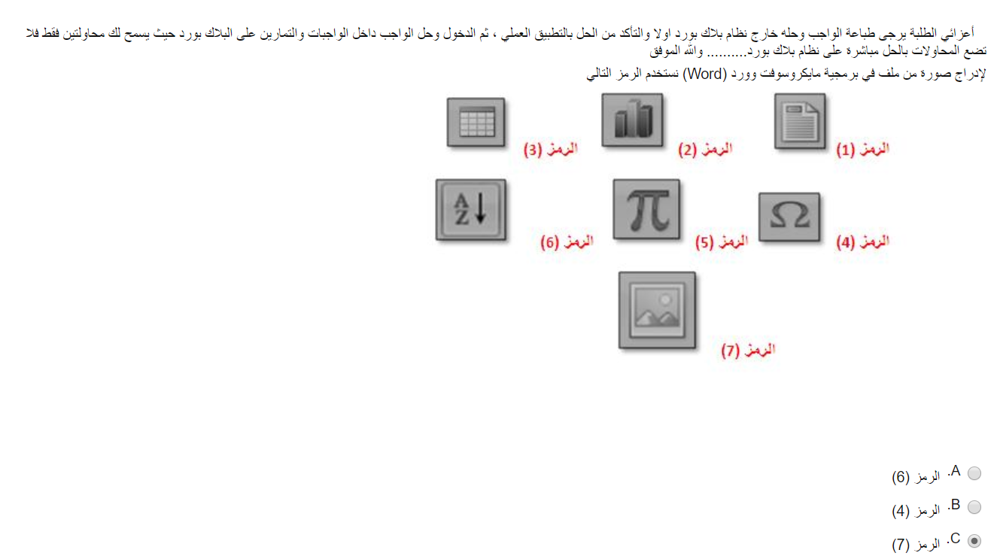 أعزائي الطلبة يرجى طباعة الواجب وحله خارج نظام بلاك بورد اولا والتأكد من الحل بالتطبيق العملي ، ثم الدخول وحل الواجب داخل الواجبات والتمارين على البلاك بورد حيث يسمح لك محاولتين فقط فلا
تضع المحاولات بالحل مباشرة على نظام بلاك بورد.......... والله الموفق
لإدراج صورة من ملف في برمجية مايكروسوفت وورد (Word) نستخدم الرمز التالي
الرمز (1) الرمز (2) الرمز (3)
Ω الرمز (4) π الرمز (5) A Z الرمز (6)
الرمز (7)
A. الرمز (6)
B. الرمز (4)
C. الرمز (7)